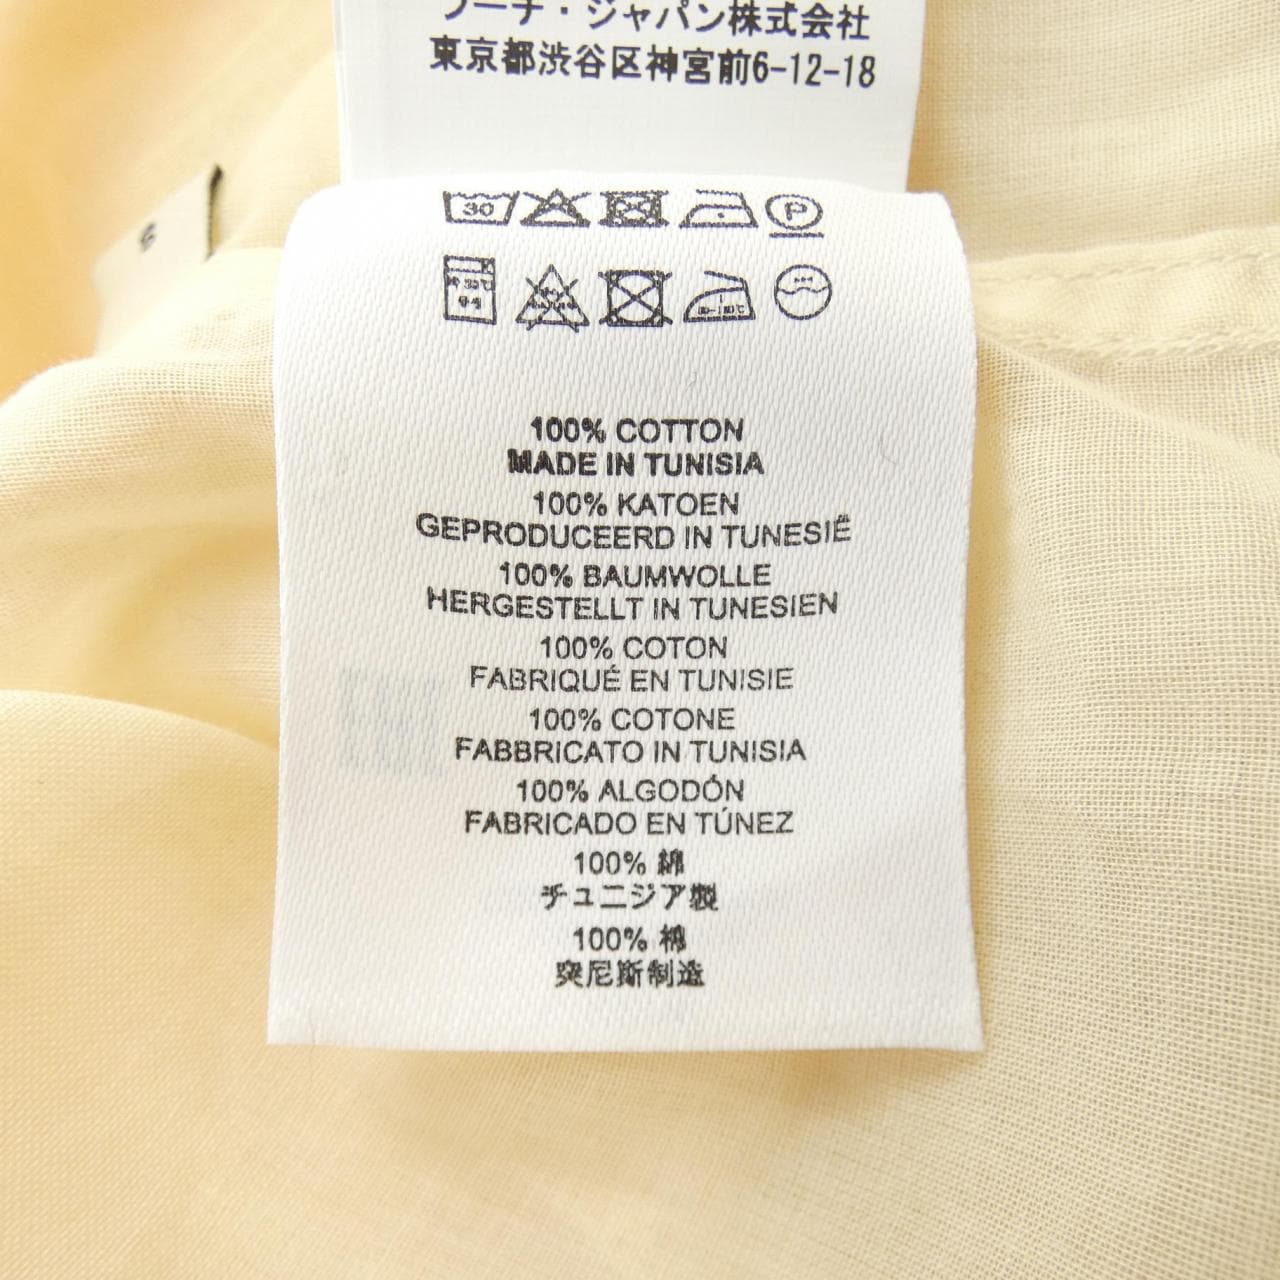 ジャパン株式会社
東京都渋谷区神宮前6-12-18
30
P
100% COTTON
MADE IN TUNISIA
100% KATOEN
GEPRODUCEERD IN TUNESIË
100% BAUMWOLLE
HERGESTELLT IN TUNESIEN
100% COTON
FABRIQUÉ EN TUNISIE
100% COTONE
FABBRICATO IN TUNISIA
100% ALGODÓN
FABRICADO EN TÚNEZ
100% 綿
チュニジア製
100% 棉
突尼斯制造